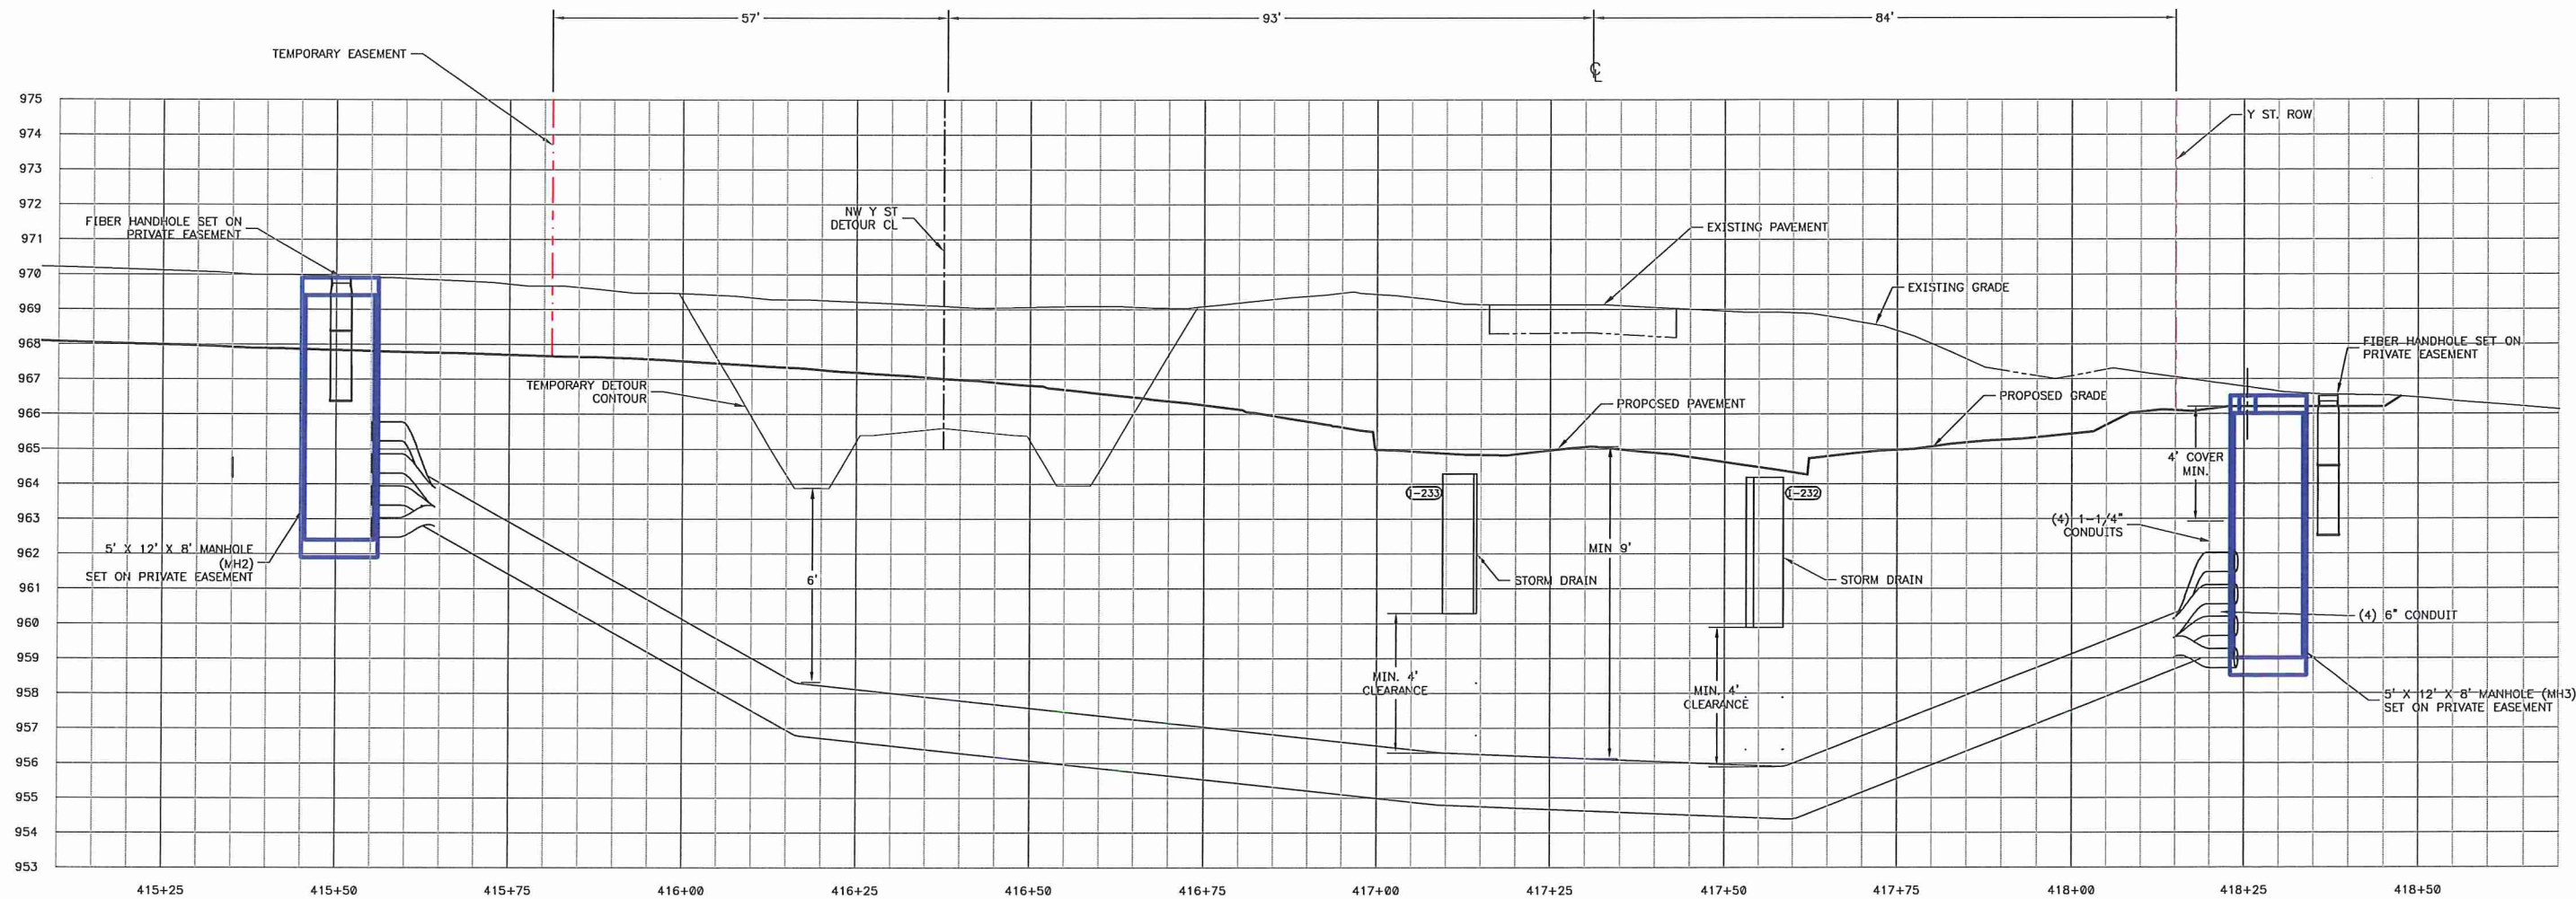 57'
93'
84'
TEMPORARY EASEMENT
℄
975
974
973
972
971
970
969
968
967
966
965
964
963
962
961
960
959
958
957
956
955
954
953
Y ST. ROW
FIBER HANDHOLE SET ON
PRIVATE EASEMENT
NW Y ST
DETOUR CL
EXISTING PAVEMENT
EXISTING GRADE
FIBER HANDHOLE SET ON
PRIVATE EASEMENT
TEMPORARY DETOUR
CONTOUR
PROPOSED PAVEMENT
PROPOSED GRADE
4' COVER
MIN.
I-233
I-232
(4) 1-1/4"
CONDUITS
5' X 12' X 8' MANHOLE
(MH2)
SET ON PRIVATE EASEMENT
6'
MIN 9'
STORM DRAIN
STORM DRAIN
(4) 6" CONDUIT
MIN. 4'
CLEARANCE
MIN. 4'
CLEARANCE
5' X 12' X 8' MANHOLE (MH3)
SET ON PRIVATE EASEMENT
415+25
415+50
415+75
416+00
416+25
416+50
416+75
417+00
417+25
417+50
417+75
418+00
418+25
418+50